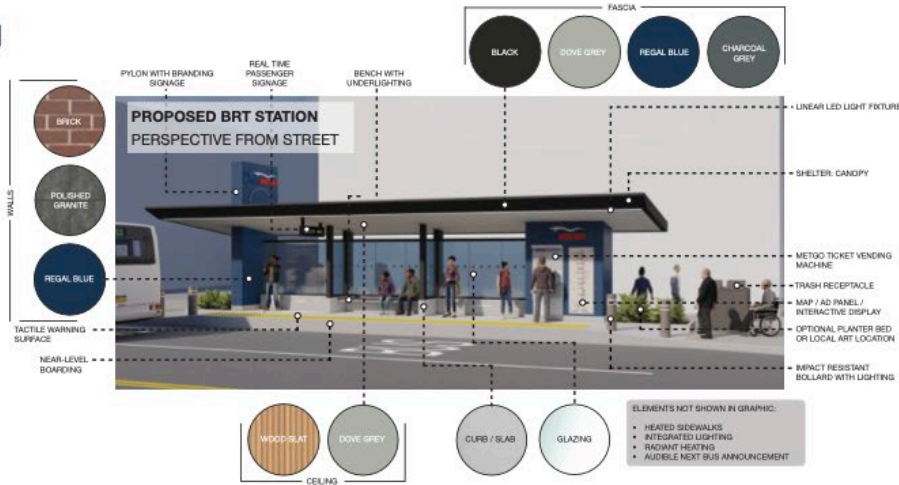 FASCIA
BLACK
DOVE GREY
REGAL BLUE
CHARCOAL
GREY
PYLON WITH BRANDING
SIGNAGE
REAL TIME
PASSENGER
SIGNAGE
BENCH WITH
UNDERLIGHTING
WALLS
BRICK
POLISHED
GRANITE
REGAL BLUE
PROPOSED BRT STATION
PERSPECTIVE FROM STREET
LINEAR LED LIGHT FIXTURE
SHELTER: CANOPY
METGO TICKET VENDING
MACHINE
TRASH RECEPTACLE
MAP / AD PANEL /
INTERACTIVE DISPLAY
OPTIONAL PLANTER BED
OR LOCAL ART LOCATION
IMPACT RESISTANT
BOLLARD WITH LIGHTING
TACTILE WARNING
SURFACE
NEAR-LEVEL
BOARDING
WOOD SLAT
DOVE GREY
CEILING
CURB / SLAB
GLAZING
ELEMENTS NOT SHOWN IN GRAPHIC:
• HEATED SIDEWALKS
• INTEGRATED LIGHTING
• RADIANT HEATING
• AUDIBLE NEXT BUS ANNOUNCEMENT